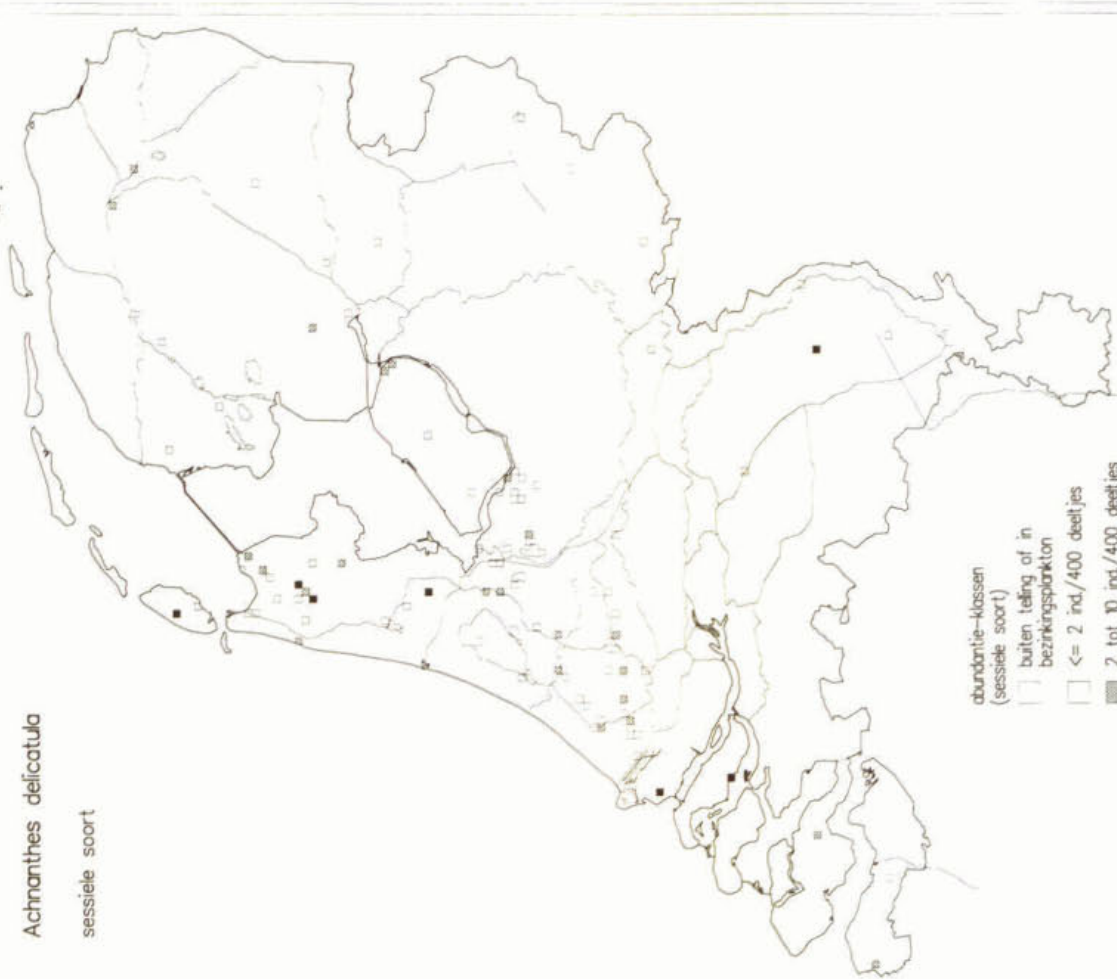 Achnanthes delicatula
sessiele soort
abundantie-klassen
(sessiele soort)
buiten telling of in
bezinkingsplankton
<= 2 ind./400 deeltjes
2 tot 10 ind./400 deeltjes